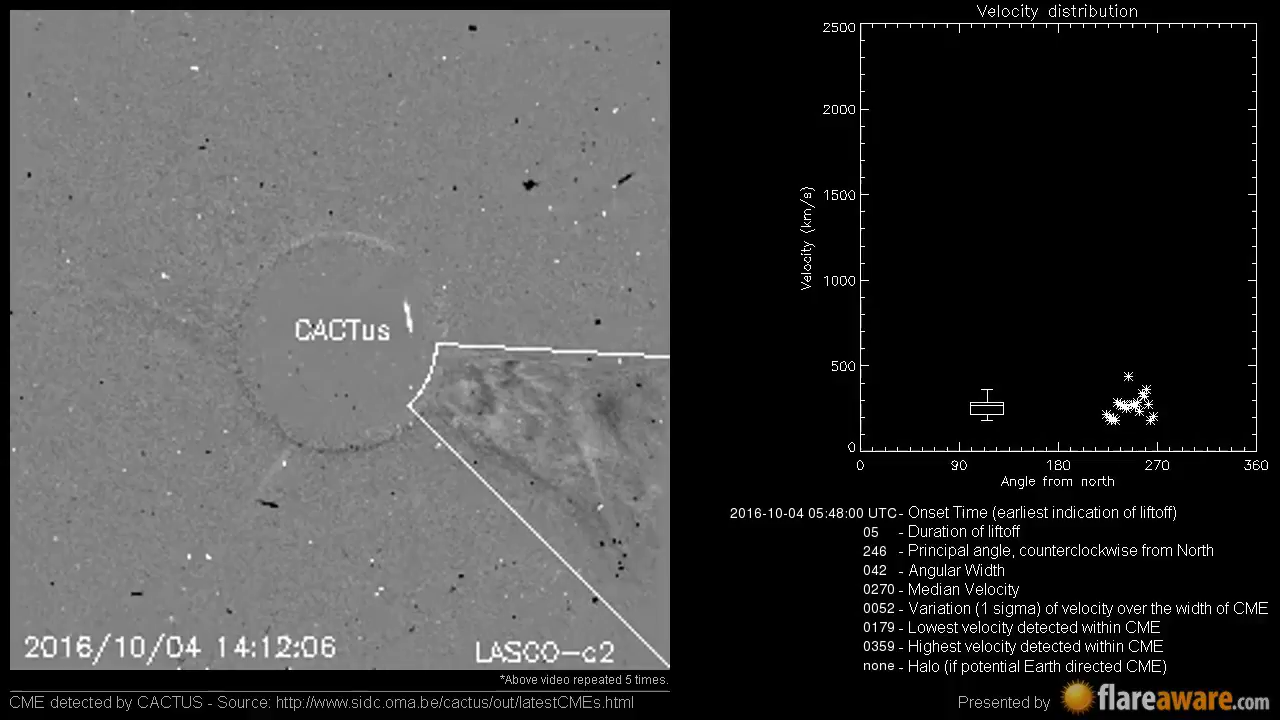 Velocity distribution
2500
2000
1500
1000
500
0
Velocity (km/s)
0 90 180 270 360
Angle from north
CACTus
2016/10/04 14:12:06 LASCO-c2
*Above video repeated 5 times.
2016-10-04 05:48:00 UTC - Onset Time (earliest indication of liftoff)
05 - Duration of liftoff
246 - Principal angle, counterclockwise from North
042 - Angular Width
0270 - Median Velocity
0052 - Variation (1 sigma) of velocity over the width of CME
0179 - Lowest velocity detected within CME
0359 - Highest velocity detected within CME
none - Halo (if potential Earth directed CME)
CME detected by CACTUS - Source: http://www.sidc.oma.be/cactus/out/latestCMEs.html
Presented by flareaware.com